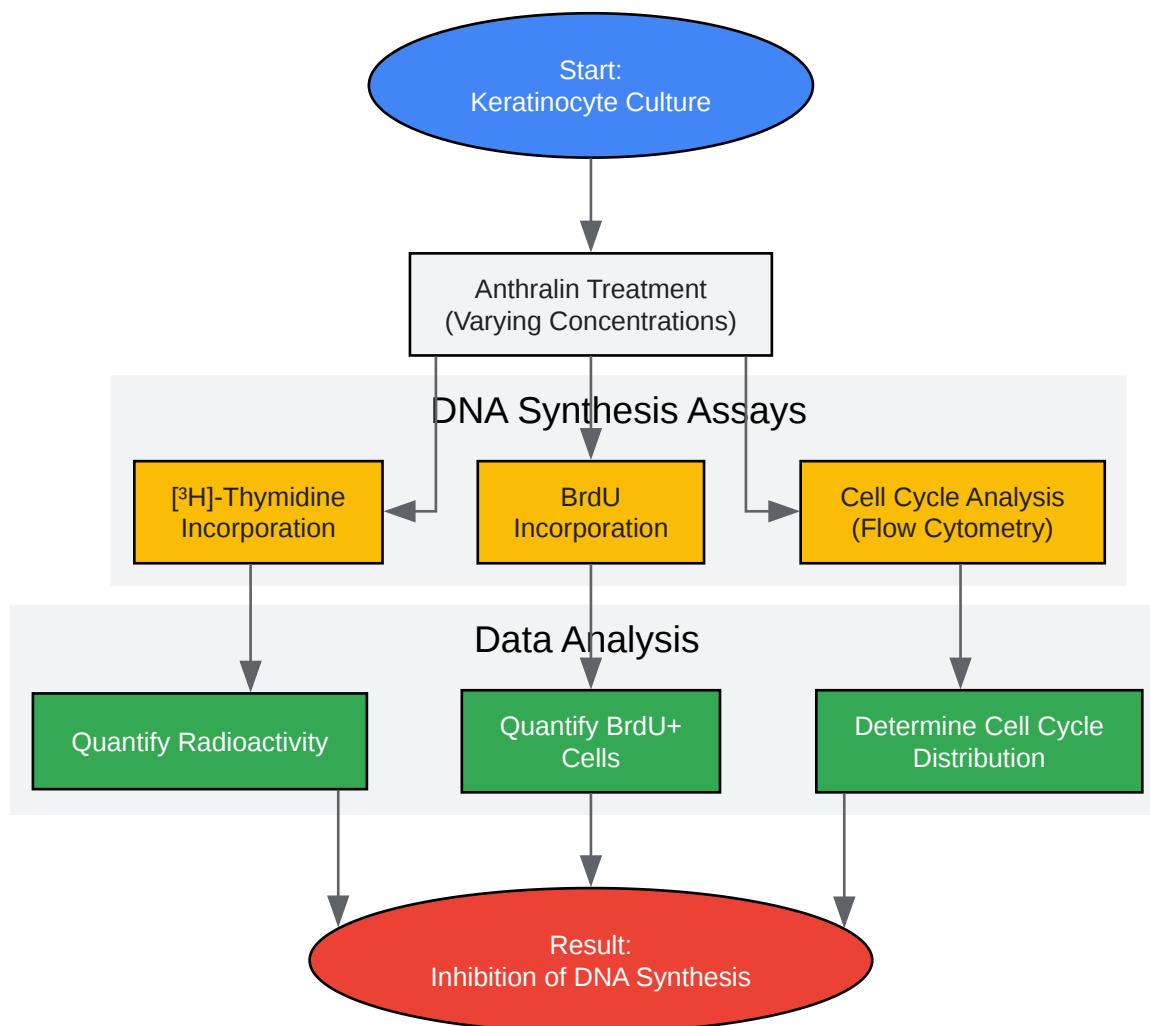 Start:
Keratinocyte Culture
Anthralin Treatment
(Varying Concentrations)
DNA Synthesis Assays
[³H]-Thymidine
Incorporation
BrdU
Incorporation
Cell Cycle Analysis
(Flow Cytometry)
Data Analysis
Quantify Radioactivity
Quantify BrdU+
Cells
Determine Cell Cycle
Distribution
Result:
Inhibition of DNA Synthesis